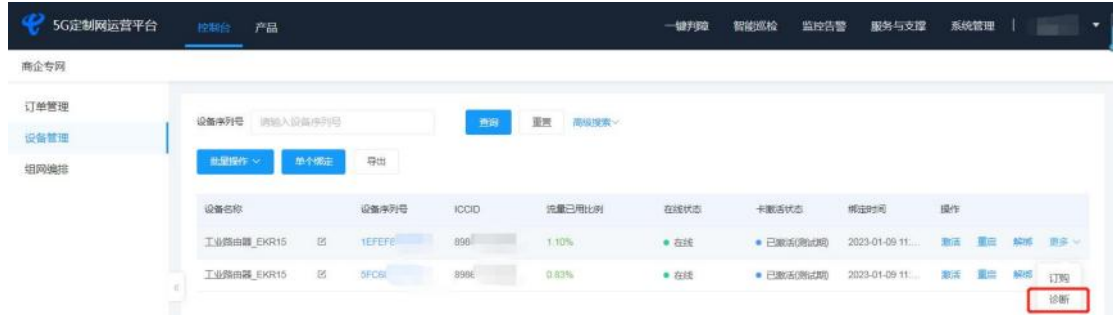 5G定制网运营平台 控制台 产品 一键判障 智能巡检 监控告警 服务与支撑 系统管理
商企专网
订单管理
设备管理
组网编排
设备序列号 请输入设备序列号 查询 重置 高级搜索
批量操作 单个绑定 导出
设备名称 设备序列号 ICCID 流量已用比例 在线状态 卡激活状态 绑定时间 操作
工业路由器_EKR15 1EFEFE 898 1.10% 在线 已激活(测试期) 2023-01-09 11:... 激活 重启 解绑 更多
工业路由器_EKR15 5FC6 898 0.83% 在线 已激活(测试期) 2023-01-09 11:... 激活 重启 解绑
订购
诊断